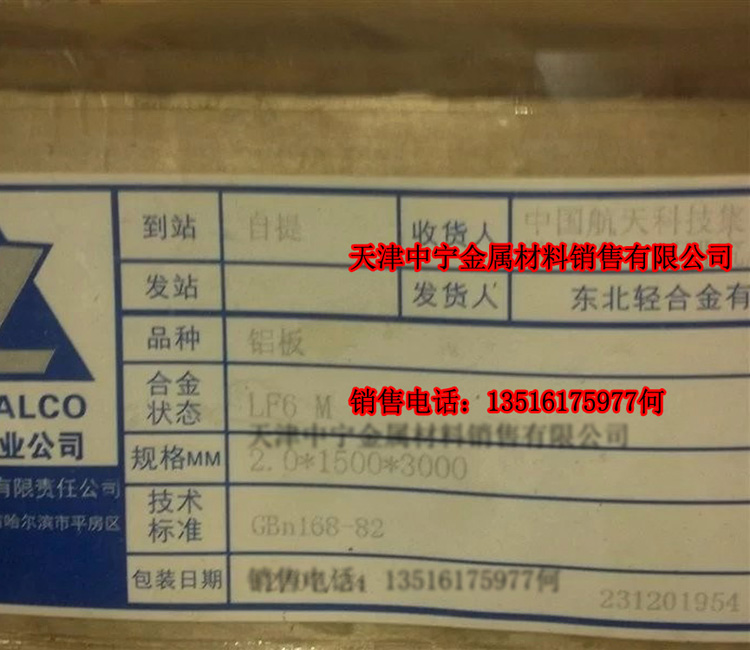 到站 自提 收货人 中国航天科技集
天津中宁金属材料销售有限公司
发站 发货人 东北轻合金有
品种 铝板
合金状态 LF6 M
销售电话：13516175977何
天津中宁金属材料销售有限公司
规格MM 2.0*1500*3000
技术标准 GBn168-82
包装日期 销售电话: 13516175977何
231201954
ALCO
业公司
有限责任公司
哈尔滨市平房区